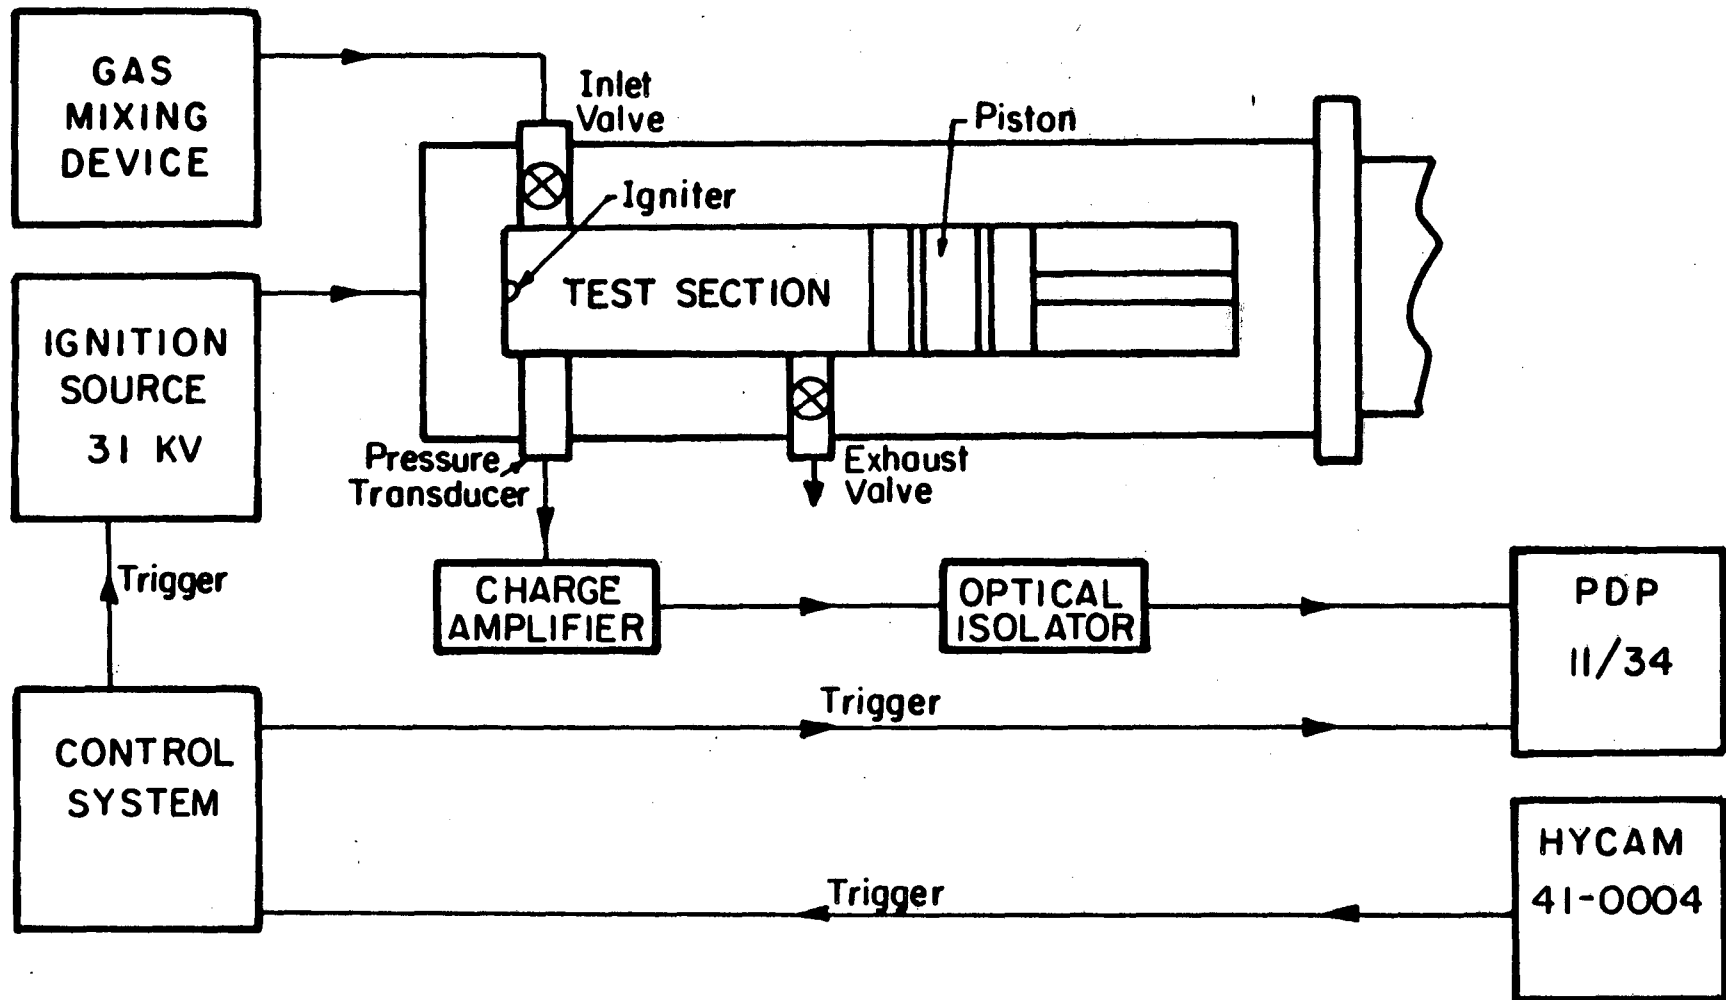 GAS
MIXING
DEVICE
Inlet
Valve
Piston
Igniter
TEST SECTION
IGNITION
SOURCE
31 KV
Pressure
Transducer
Exhaust
Valve
Trigger
CHARGE
AMPLIFIER
OPTICAL
ISOLATOR
PDP
11/34
CONTROL
SYSTEM
Trigger
HYCAM
41-0004
Trigger